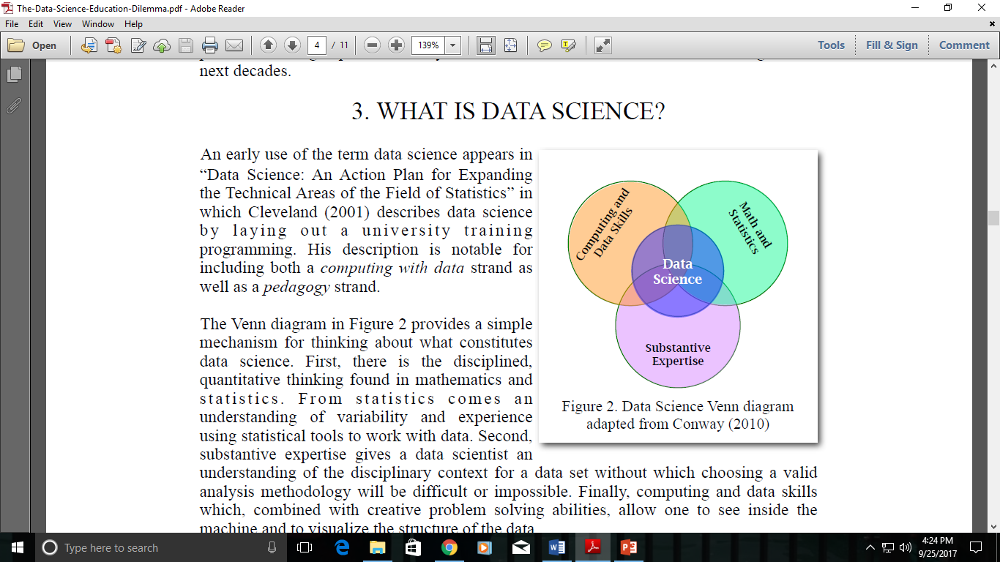 The-Data-Science-Education-Dilemma.pdf - Adobe Reader
File Edit View Window Help
Open 4 / 11 139% Tools Fill & Sign Comment
next decades.
3. WHAT IS DATA SCIENCE?
An early use of the term data science appears in
“Data Science: An Action Plan for Expanding
the Technical Areas of the Field of Statistics” in
which Cleveland (2001) describes data science
by laying out a university training
programming. His description is notable for
including both a computing with data strand as
well as a pedagogy strand.
The Venn diagram in Figure 2 provides a simple
mechanism for thinking about what constitutes
data science. First, there is the disciplined,
quantitative thinking found in mathematics and
statistics. From statistics comes an
understanding of variability and experience
using statistical tools to work with data. Second,
substantive expertise gives a data scientist an
understanding of the disciplinary context for a data set without which choosing a valid
analysis methodology will be difficult or impossible. Finally, computing and data skills
which, combined with creative problem solving abilities, allow one to see inside the
machine and to visualize the structure of the data
Computing and
Data Skills
Math and
Statistics
Data
Science
Substantive
Expertise
Figure 2. Data Science Venn diagram
adapted from Conway (2010)
Type here to search
4:24 PM
9/25/2017